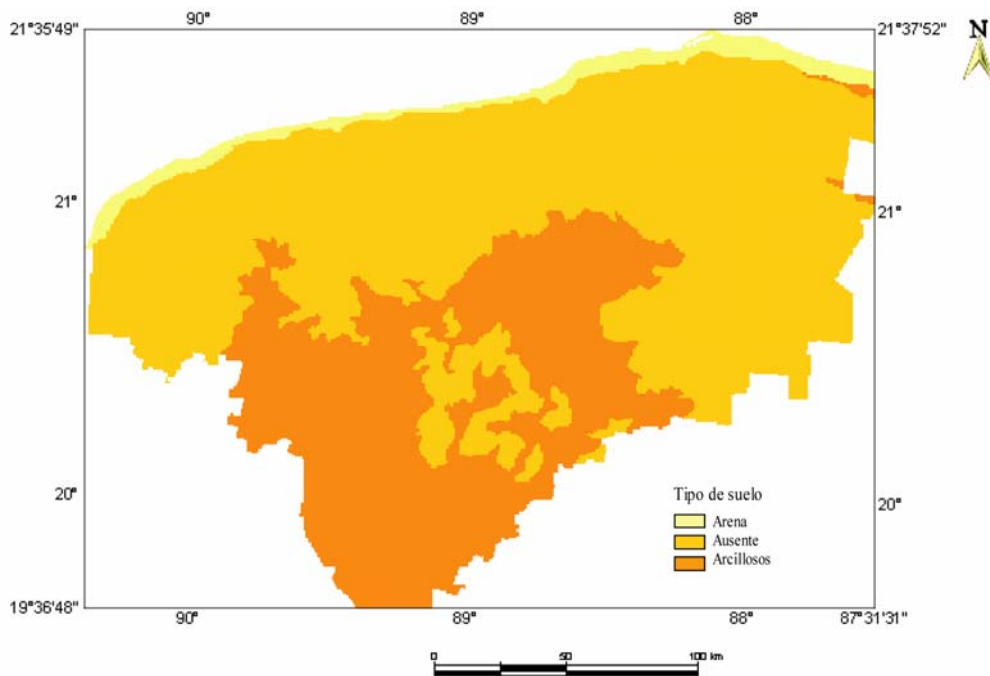 90° 89° 88°
21°35'49" 21°37'52" N
21° 21°
20° 20°
Tipo de suelo
Arena
Ausente
Arcillosos
19°36'48" 87°31'31"
90° 89° 88°
0 50 100 km